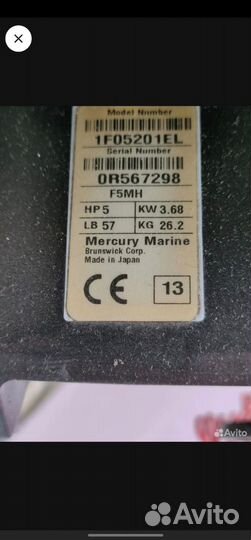 Model Number
1F05201EL
Serial Number
0R567298
F5MH
HP 5 KW 3.68
LB 57 KG 26.2
Mercury Marine
Brunswick Corp.
Made in Japan
CE 13
Avito
Avito